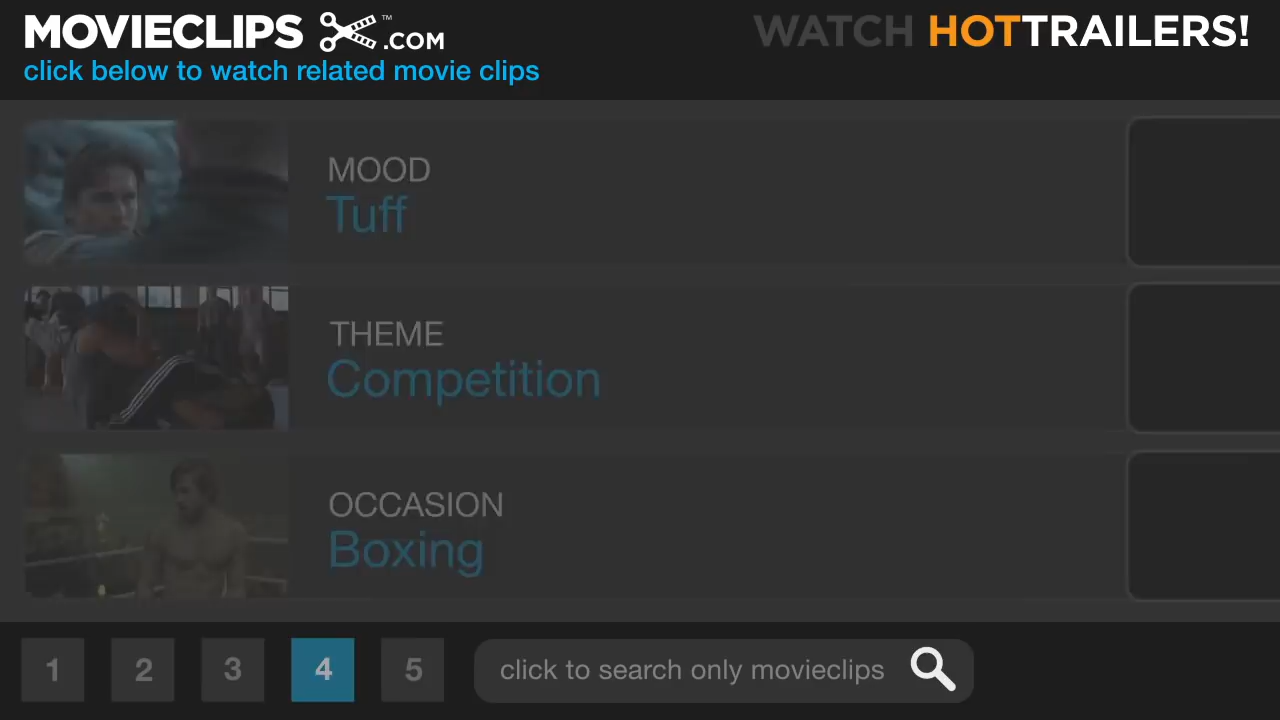 MOVIECLIPS ™ .COM
WATCH HOTTRAILERS!
click below to watch related movie clips
MOOD
Tuff
THEME
Competition
OCCASION
Boxing
1 2 3 4 5
click to search only movieclips